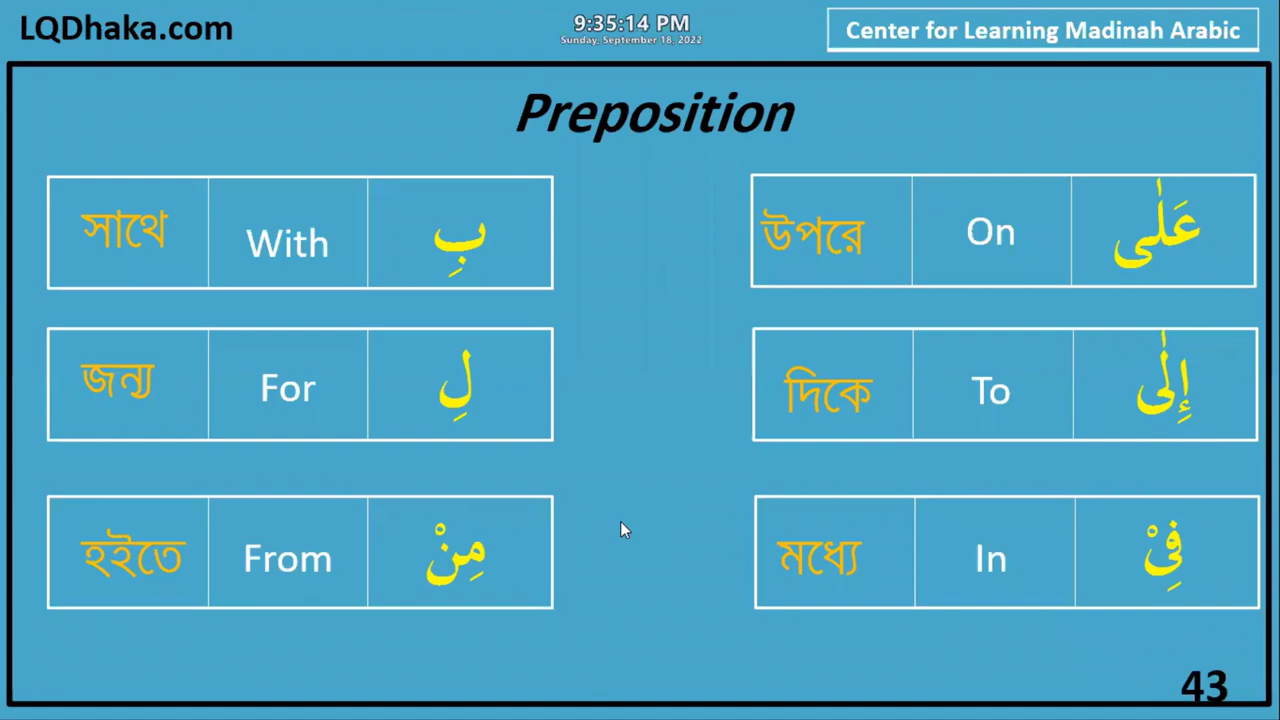 LQDhaka.com
9:35:14 PM
Sunday, September 18, 2022
Center for Learning Madinah Arabic
Preposition
সাথে With بِ
উপরে On عَلٰى
জন্য For لِ
দিকে To إِلٰى
হইতে From مِنْ
মধ্যে In فِىْ
43